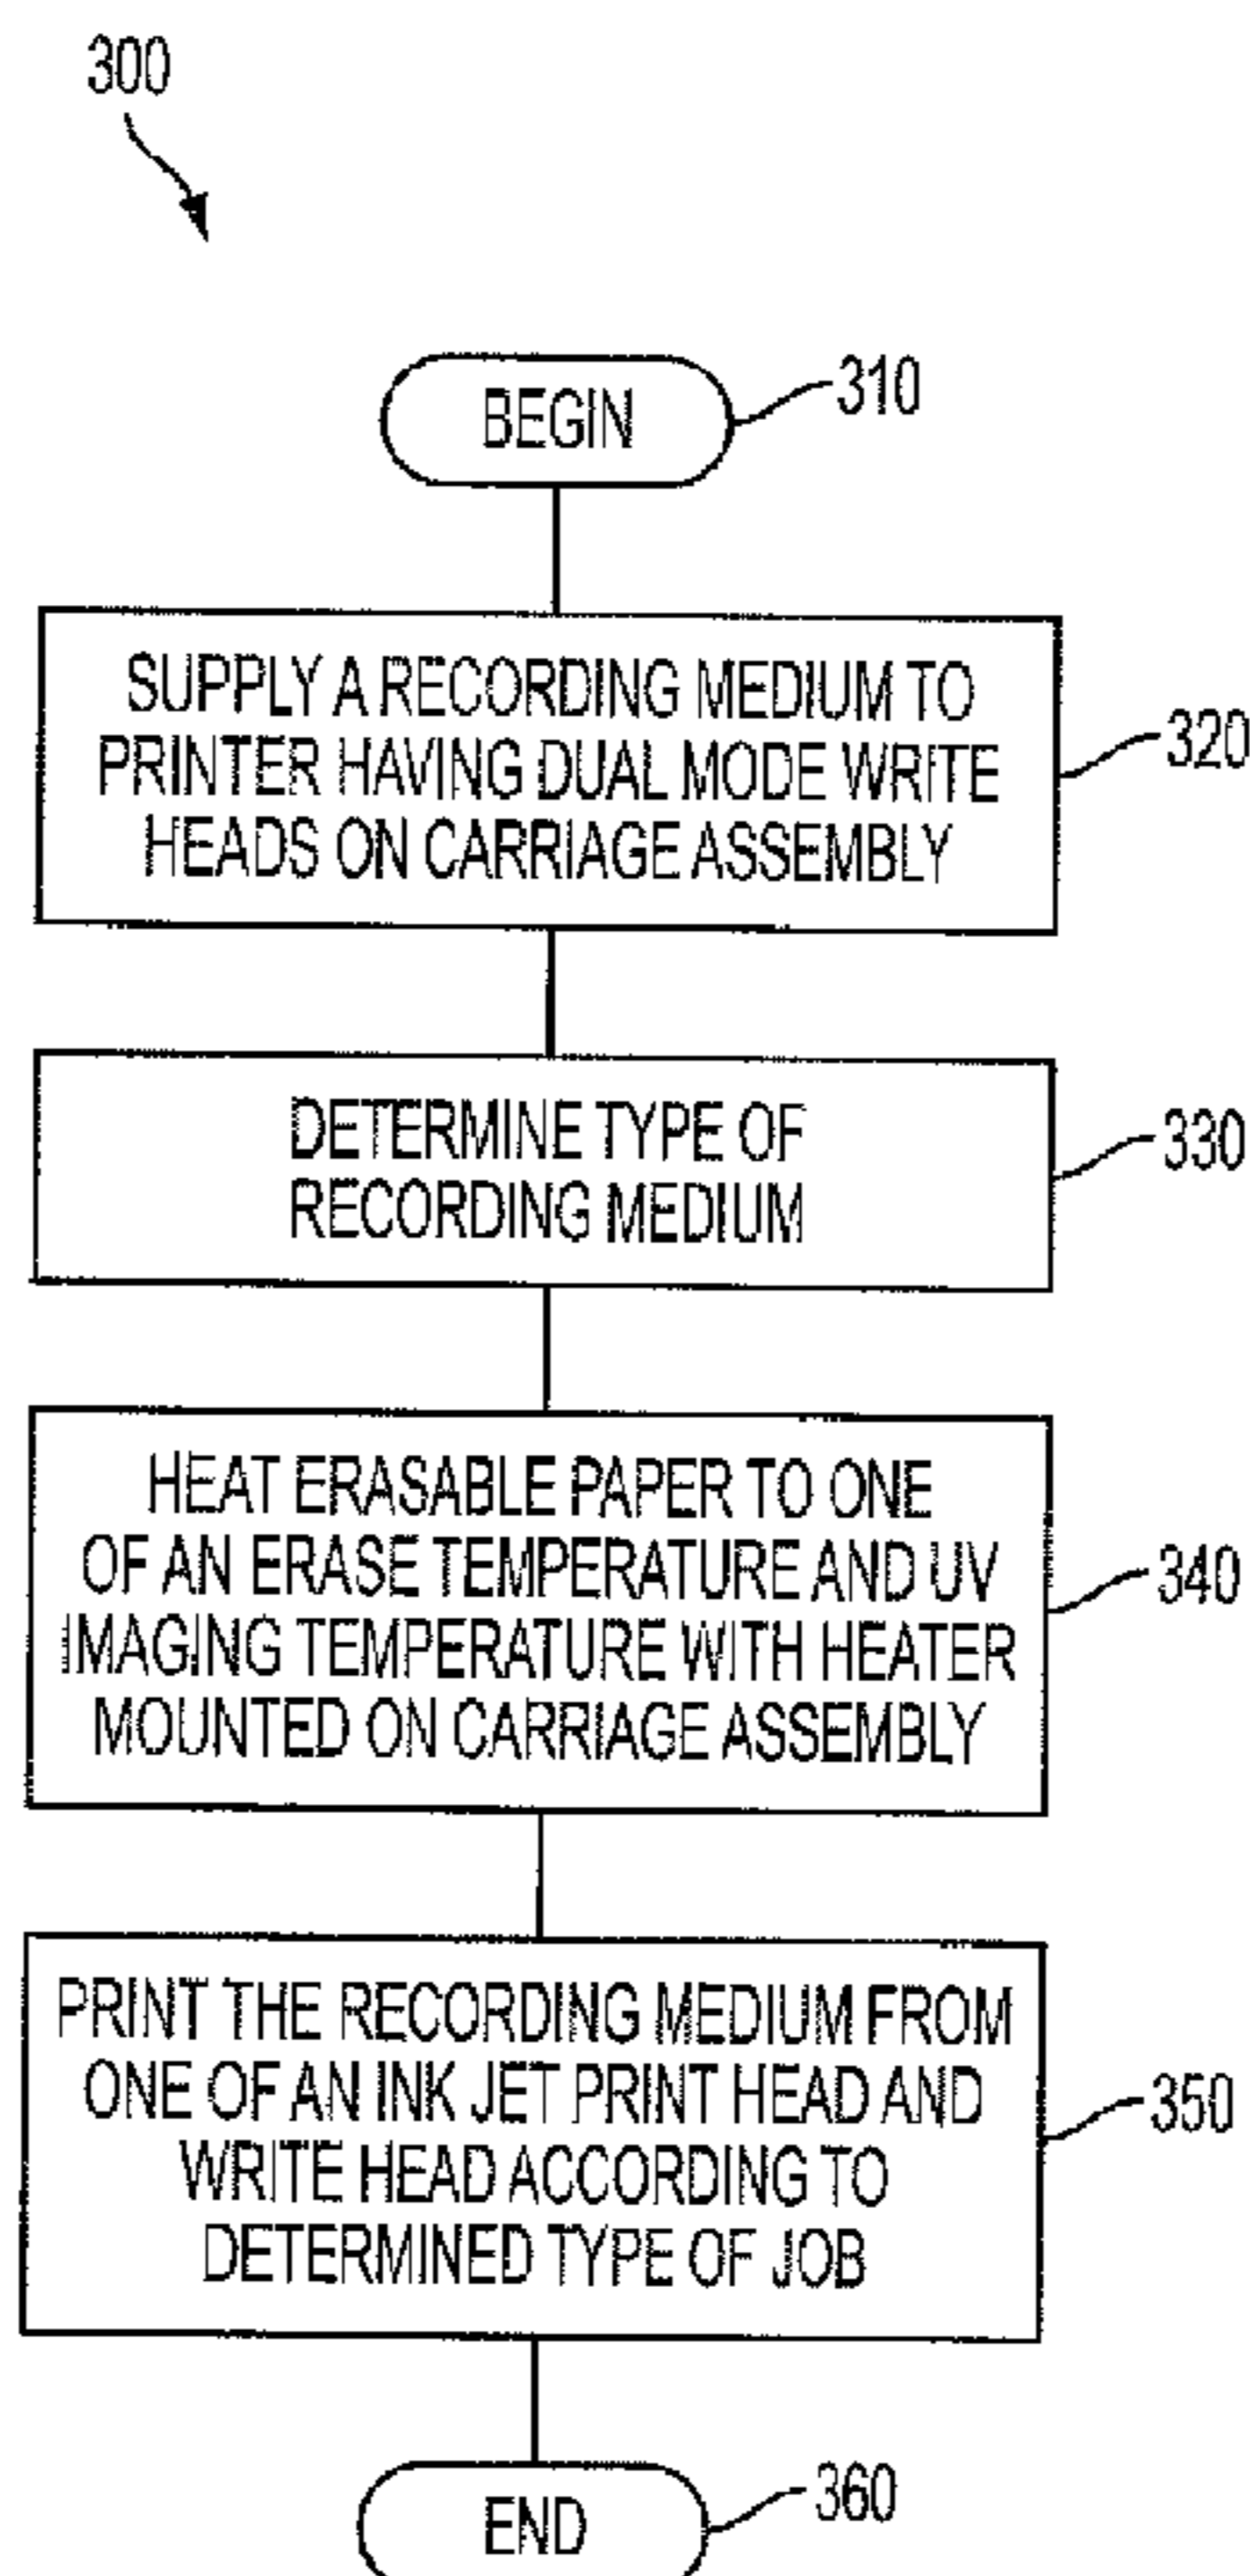 300
BEGIN
310
SUPPLY A RECORDING MEDIUM TO
PRINTER HAVING DUAL MODE WRITE
HEADS ON CARRIAGE ASSEMBLY
320
DETERMINE TYPE OF
RECORDING MEDIUM
330
HEAT ERASABLE PAPER TO ONE
OF AN ERASE TEMPERATURE AND UV
IMAGING TEMPERATURE WITH HEATER
MOUNTED ON CARRIAGE ASSEMBLY
340
PRINT THE RECORDING MEDIUM FROM
ONE OF AN INK JET PRINT HEAD AND
WRITE HEAD ACCORDING TO
DETERMINED TYPE OF JOB
350
END
360